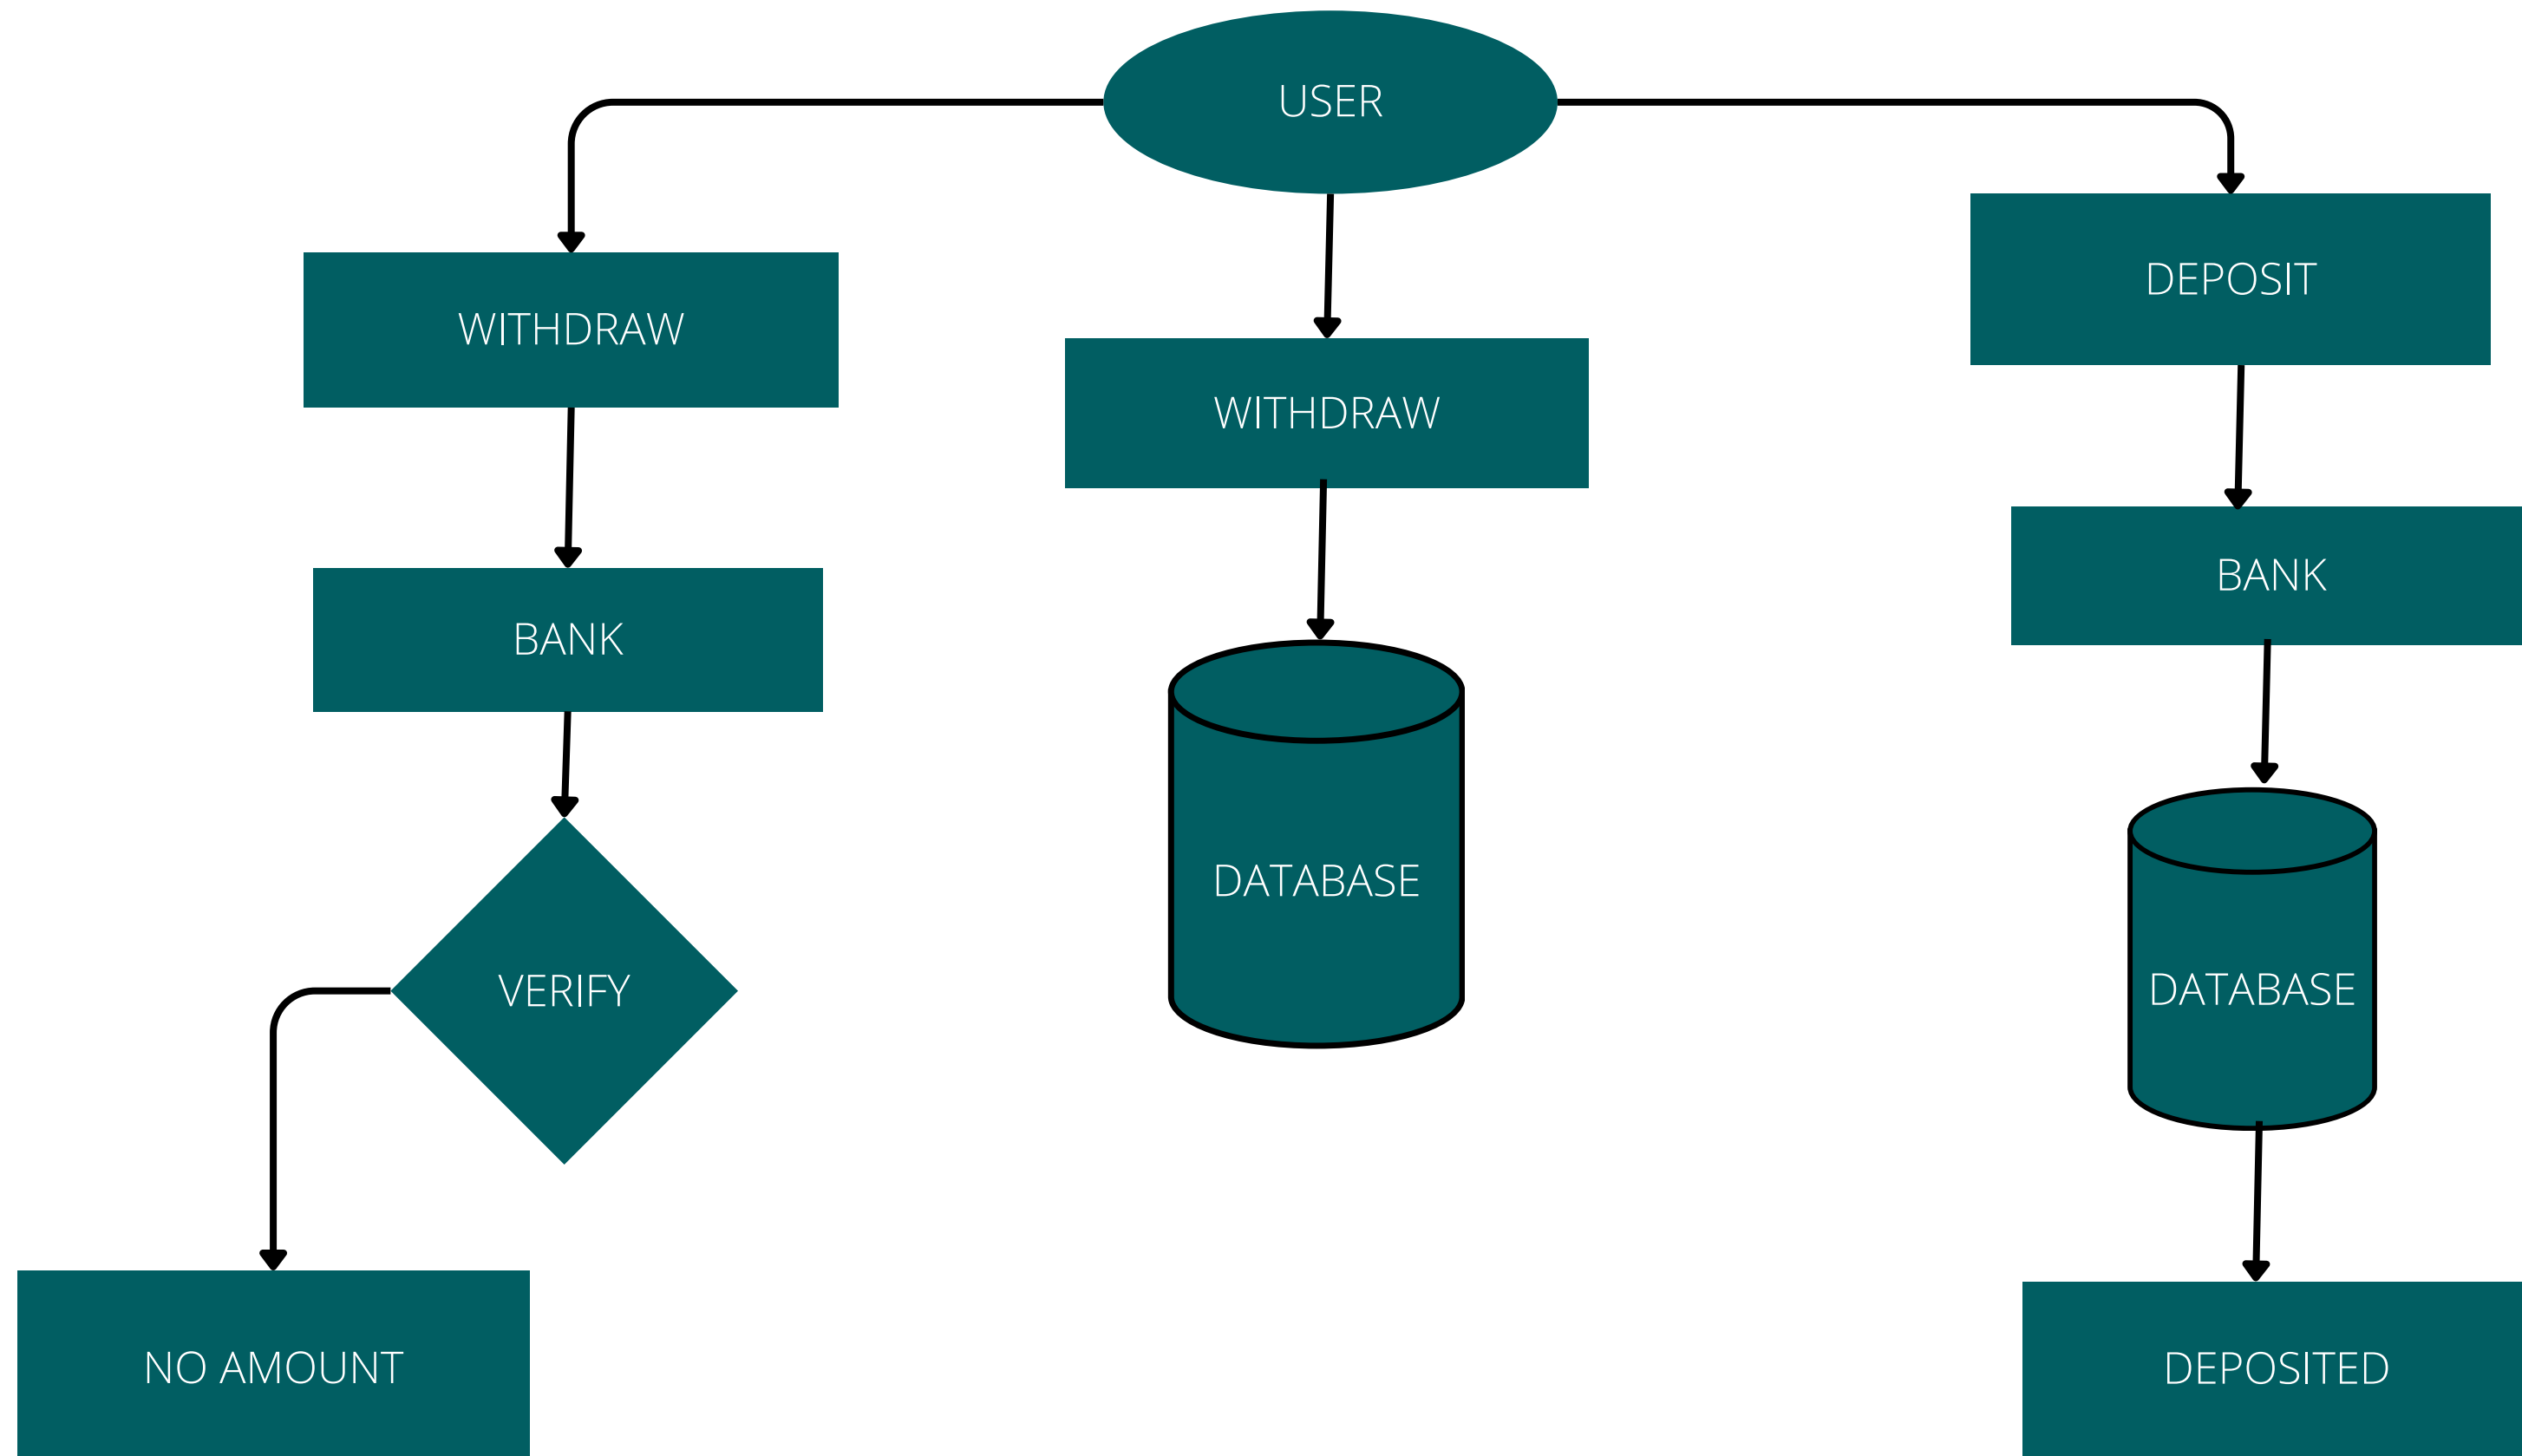 USER
WITHDRAW
WITHDRAW
DEPOSIT
BANK
BANK
VERIFY
DATABASE
DATABASE
NO AMOUNT
DEPOSITED